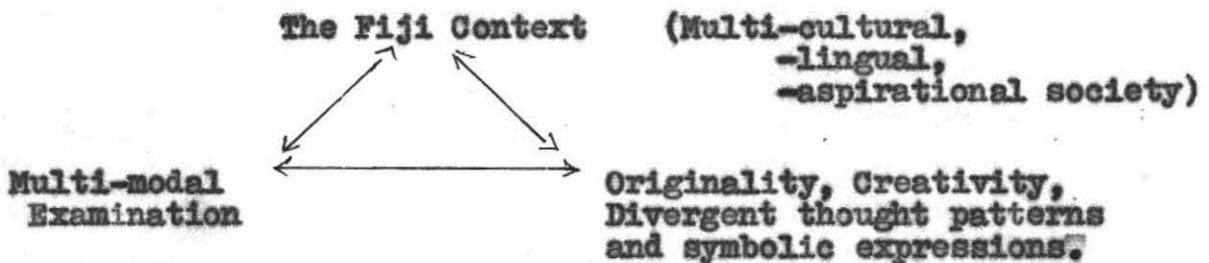 The Fiji Context (Multi-cultural,
-lingual,
-aspirational society)
Multi-modal
Examination
Originality, Creativity,
Divergent thought patterns
and symbolic expressions.